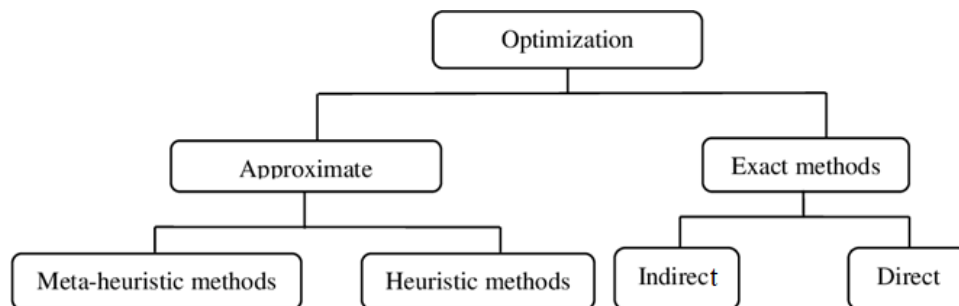 Optimization
Approximate
Exact methods
Meta-heuristic methods
Heuristic methods
Indirect
Direct